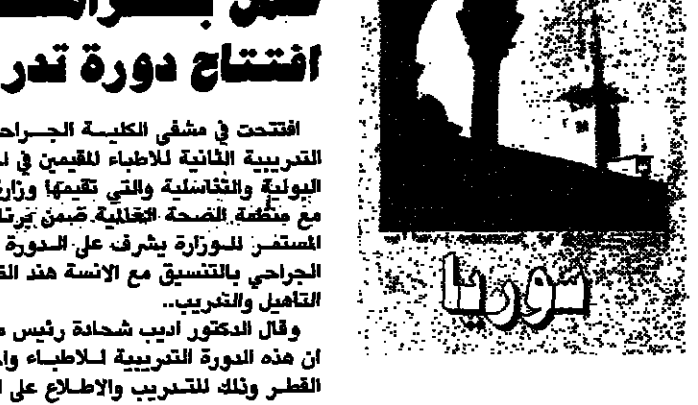 افتتاح دورة تدر
افتتحت في مشفى الكلية الجراحي
التدريبية الثانية للاطباء المقيمين في
البولية والتناسلية والتي تقيمها وزار
مع منظمة الصحة العالمية ضمن برنا
المستمر للوزارة يشرف على الدورة
الجراحي بالتنسيق مع الانسة هند الق
التأهيل والتدريب..
وقال الدكتور اديب شحادة رئيس
ان هذه الدورة التدريبية للاطباء وا
القطر وذلك للتدريب والاطلاع على ا
سوريا